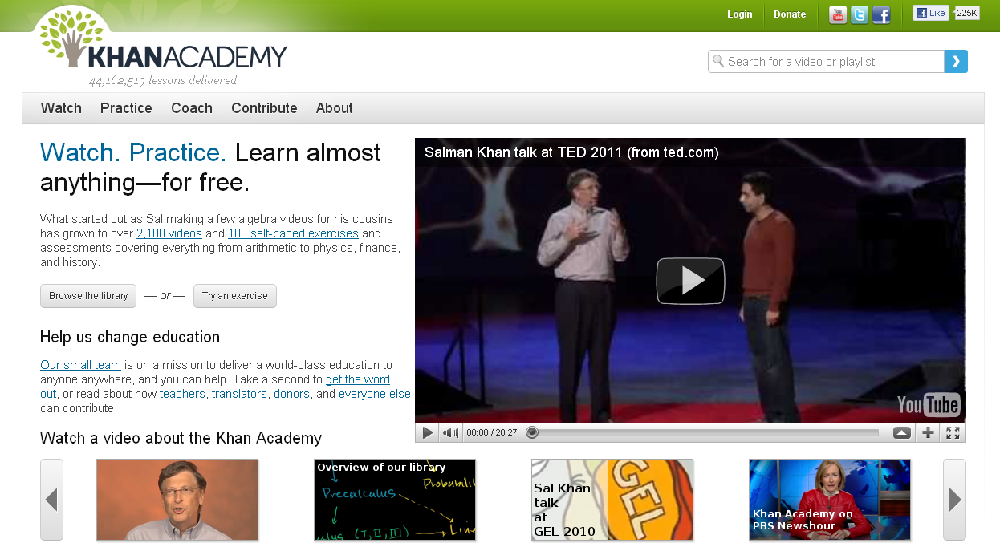 Login
Donate
You Tube
Like
225K
KHANACADEMY
44,162,519 lessons delivered
Search for a video or playlist
Watch
Practice
Coach
Contribute
About
Watch. Practice. Learn almost
anything—for free.
What started out as Sal making a few algebra videos for his cousins
has grown to over 2,100 videos and 100 self-paced exercises and
assessments covering everything from arithmetic to physics, finance,
and history.
Browse the library
— or —
Try an exercise
Help us change education
Our small team is on a mission to deliver a world-class education to
anyone anywhere, and you can help. Take a second to get the word
out, or read about how teachers, translators, donors, and everyone else
can contribute.
Watch a video about the Khan Academy
Salman Khan talk at TED 2011 (from ted.com)
YouTube
00:00 / 20:27
Overview of our library
Precalculus
Probabili
ulus (I, II, III)
Line
Sal Khan
talk
at
GEL 2010
GEL
Khan Academy on
PBS Newshour